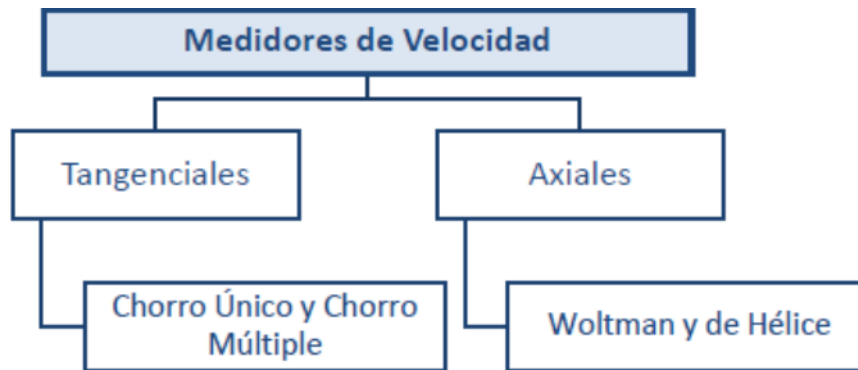 Medidores de Velocidad
Tangenciales
Axiales
Chorro Único y Chorro
Múltiple
Woltman y de Hélice